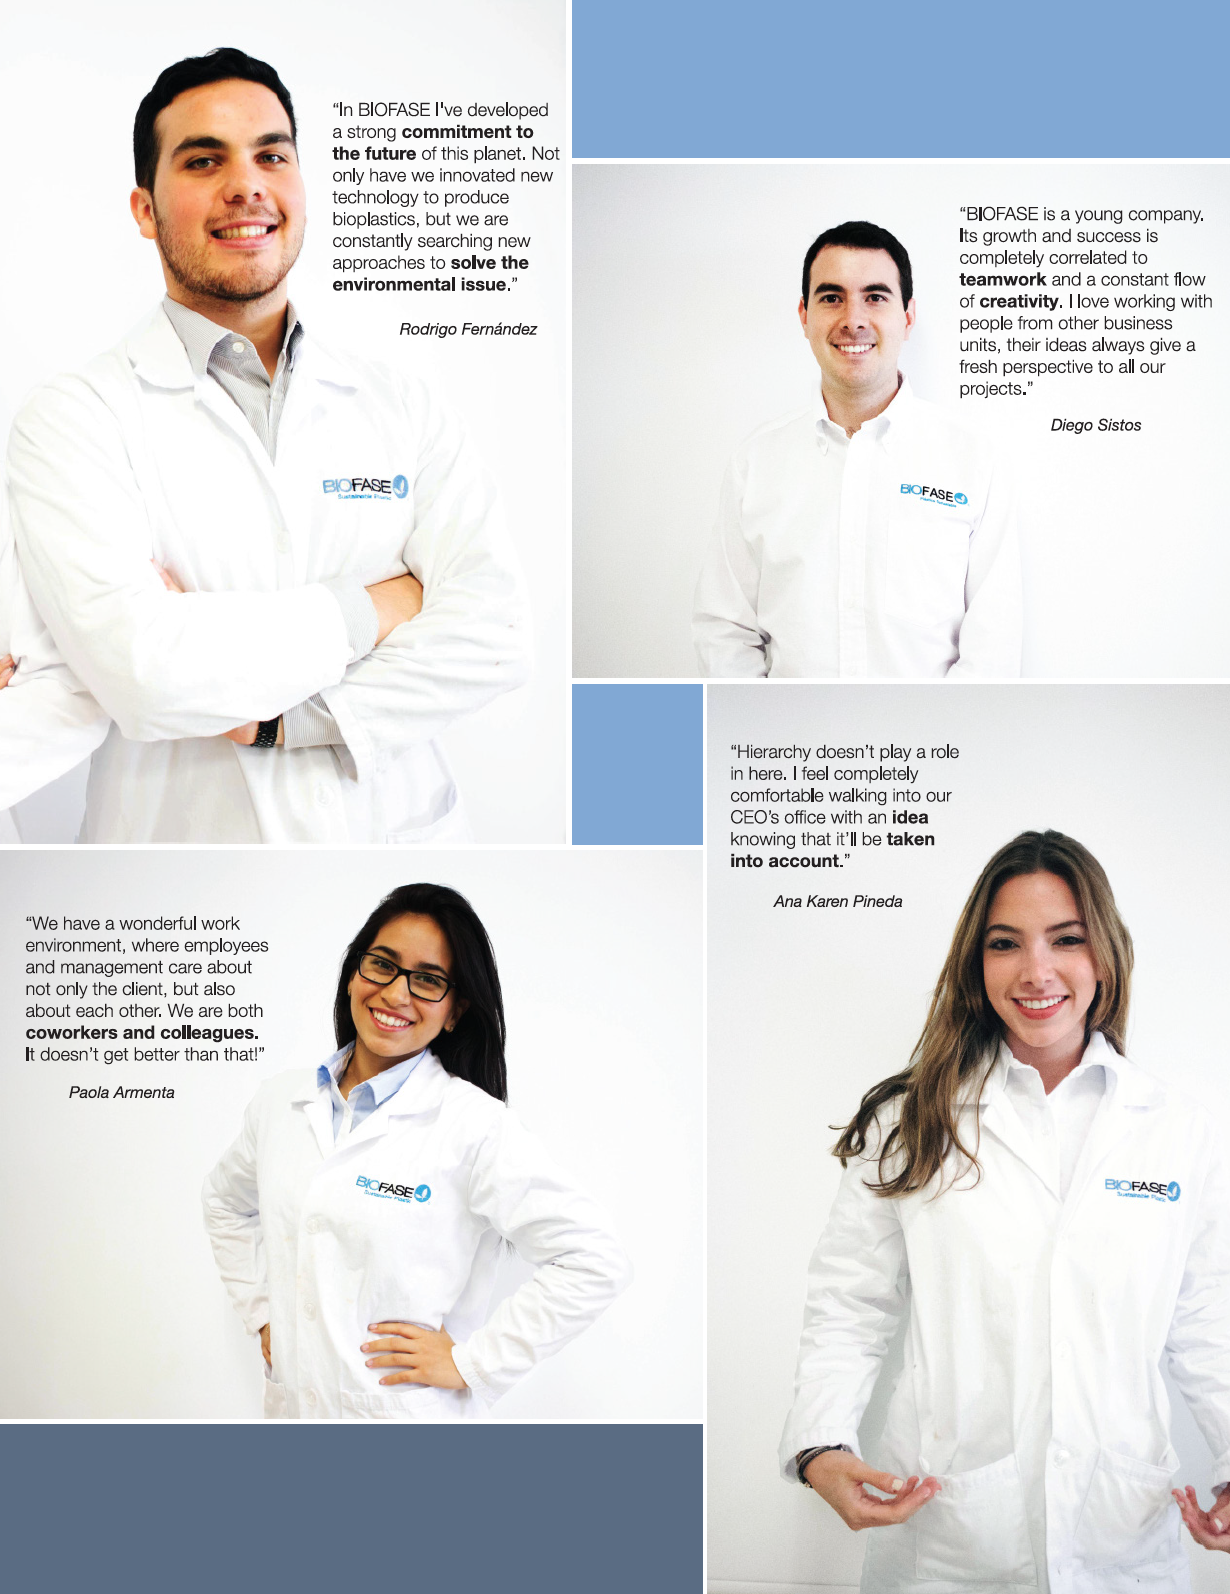 “In BIOFASE I've developed
a strong commitment to
the future of this planet. Not
only have we innovated new
technology to produce
bioplastics, but we are
constantly searching new
approaches to solve the
environmental issue.”
Rodrigo Fernández
BIOFASE
Sustainable Plastic
“BIOFASE is a young company.
Its growth and success is
completely correlated to
teamwork and a constant flow
of creativity. I love working with
people from other business
units, their ideas always give a
fresh perspective to all our
projects.”
Diego Sistos
BIOFASE
“Hierarchy doesn’t play a role
in here. I feel completely
comfortable walking into our
CEO’s office with an idea
knowing that it’ll be taken
into account.”
Ana Karen Pineda
BIOFASE
Sustainable Plastic
“We have a wonderful work
environment, where employees
and management care about
not only the client, but also
about each other. We are both
coworkers and colleagues.
It doesn’t get better than that!”
Paola Armenta
BIOFASE
Sustainable Plastic